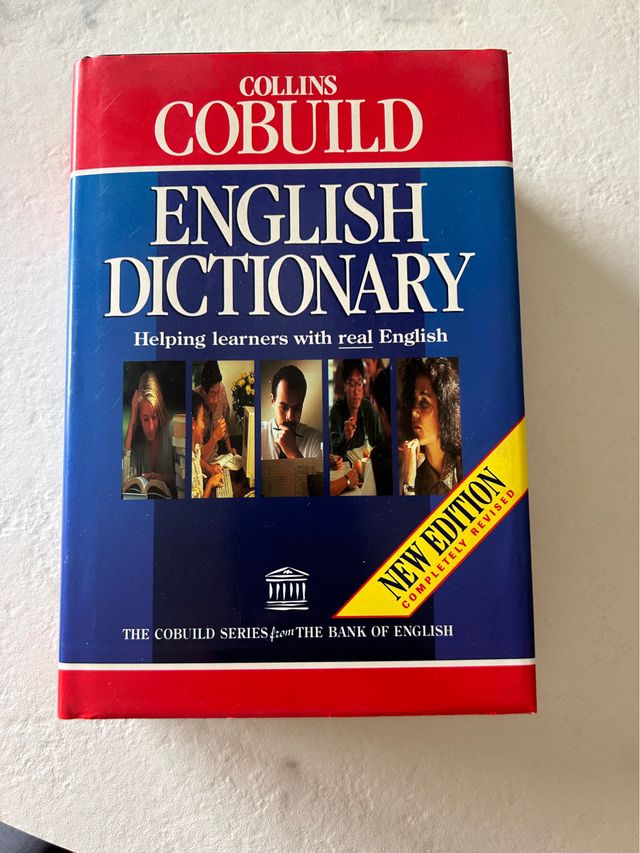 COLLINS
COBUILD
ENGLISH
DICTIONARY
Helping learners with real English
NEW EDITION
COMPLETELY REVISED
THE COBUILD SERIES from THE BANK OF ENGLISH